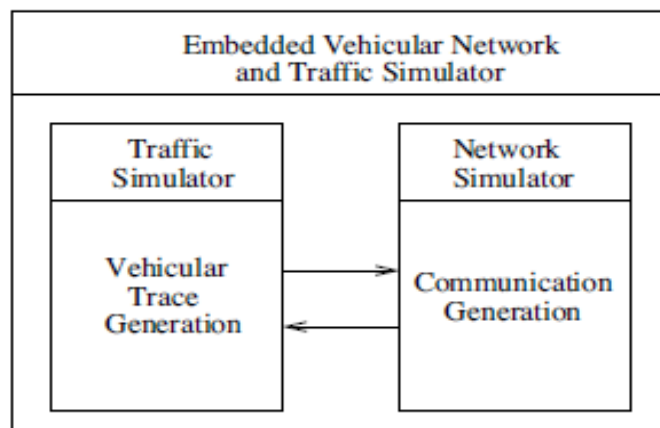 Embedded Vehicular Network
and Traffic Simulator
Traffic
Simulator
Vehicular
Trace
Generation
Network
Simulator
Communication
Generation